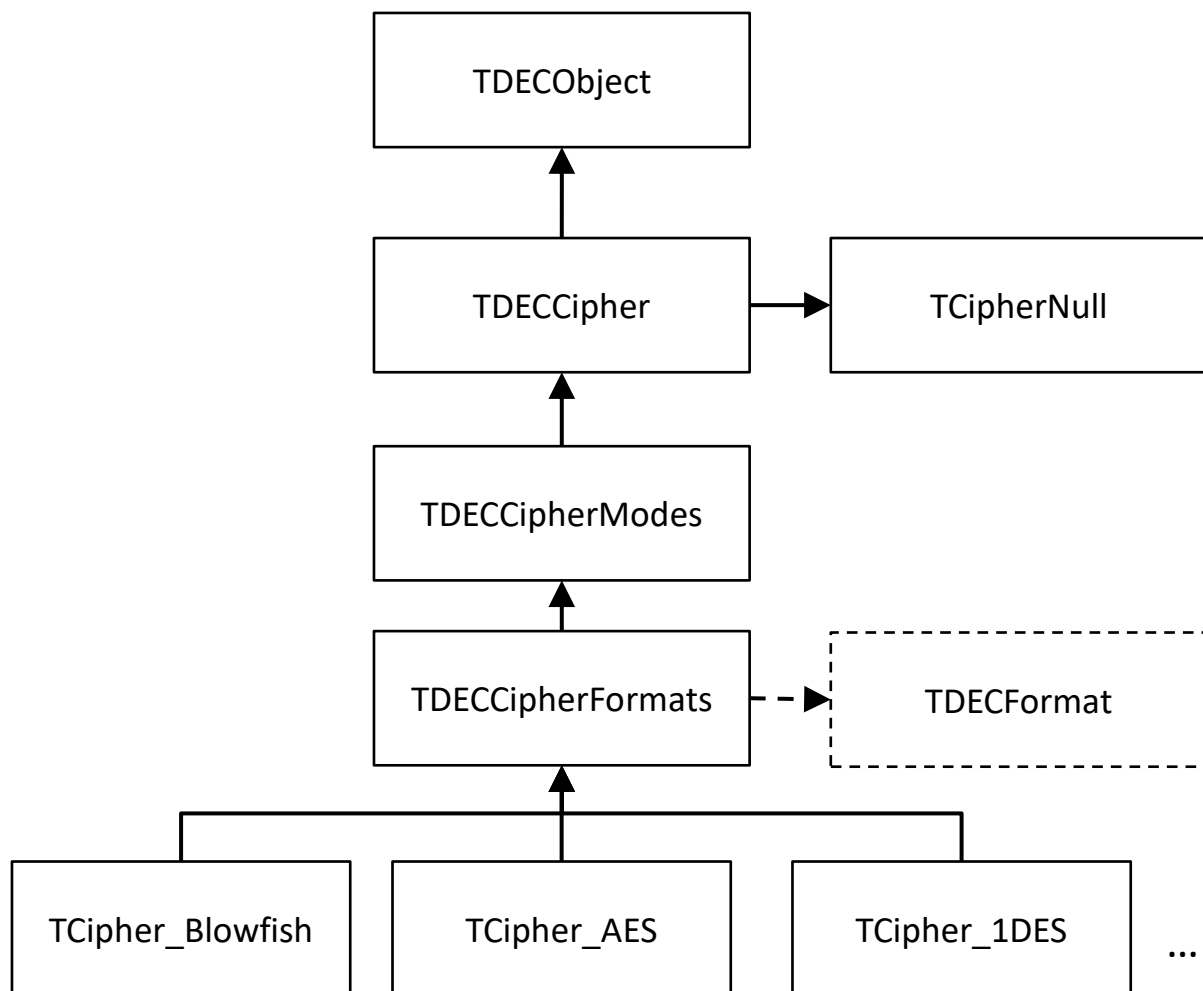 TDECObject
TDECCipher
TCipherNull
TDECCipherModes
TDECCipherFormats
TDECFormat
TCipher_Blowfish
TCipher_AES
TCipher_1DES
...